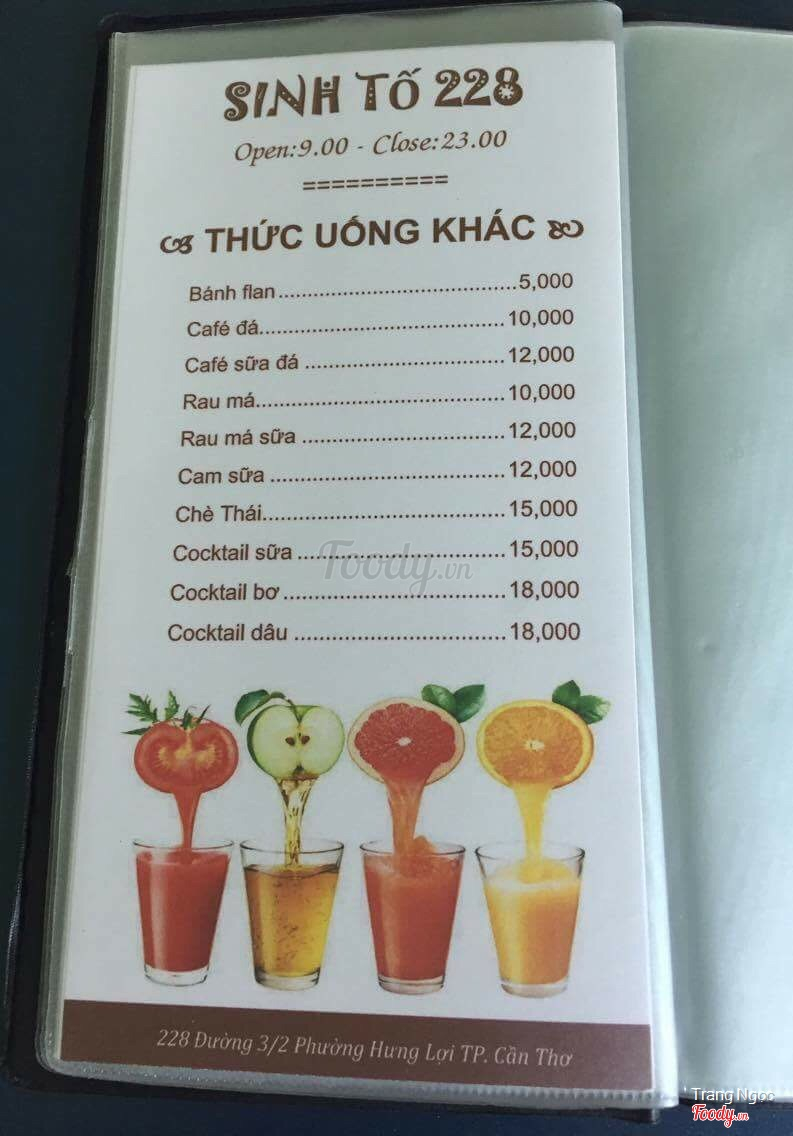 SINH TỐ 228
Open:9.00 - Close:23.00
==========
THỨC UỐNG KHÁC
Bánh flan..........................................5,000
Café đá...........................................10,000
Café sữa đá ...................................12,000
Rau má...........................................10,000
Rau má sữa ...................................12,000
Cam sữa ........................................12,000
Chè Thái..........................................15,000
Cocktail sữa ....................................15,000
Cocktail bơ ......................................18,000
Cocktail dâu ....................................18,000
Foody.vn
228 Đường 3/2 Phường Hưng Lợi TP. Cần Thơ
Trang Ngọc
Foody.vn